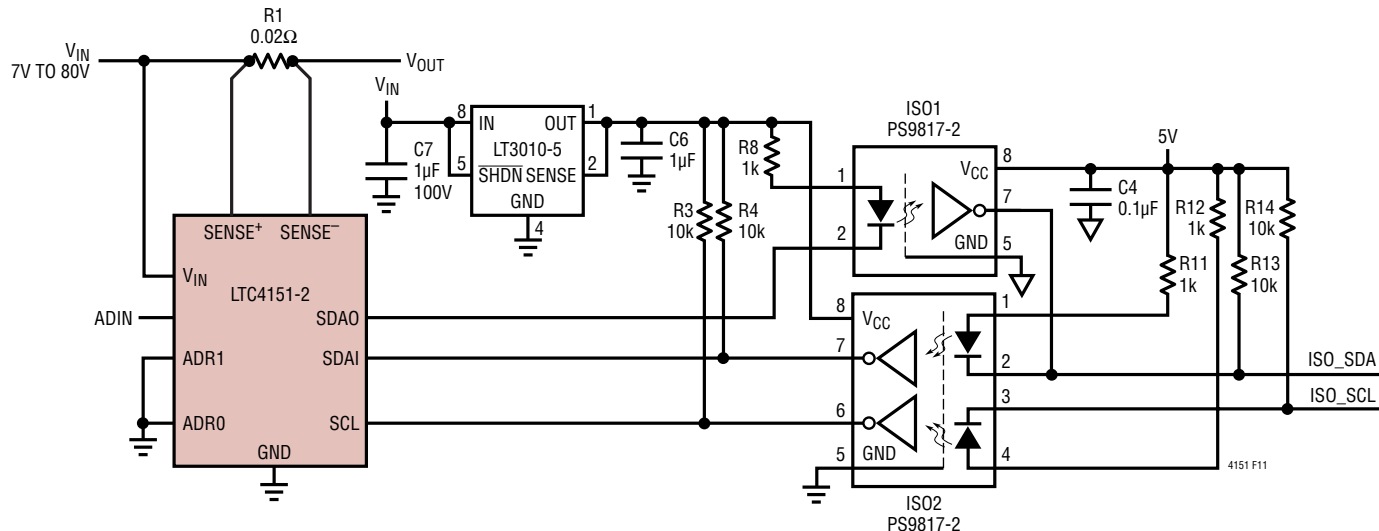 R1
0.02Ω
VIN
7V TO 80V
VOUT
VIN
C7
1µF
100V
8 IN OUT 1
LT3010-5
5 SHDN SENSE 2
GND
4
C6
1µF
R8
1k
R3
10k
R4
10k
ISO1
PS9817-2
1
2
VCC 8
7
GND 5
5V
C4
0.1µF
R12
1k
R14
10k
R11
1k
R13
10k
SENSE+ SENSE−
VIN
LTC4151-2
ADIN
SDAO
ADR1
SDAI
ADR0
SCL
GND
8 VCC
7
6
5 GND
1
2
3
4
ISO2
PS9817-2
ISO_SDA
ISO_SCL
4151 F11